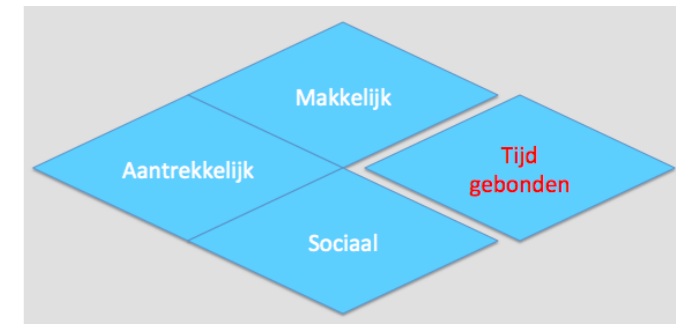 Makkelijk
Aantrekkelijk
Tijd
gebonden
Sociaal